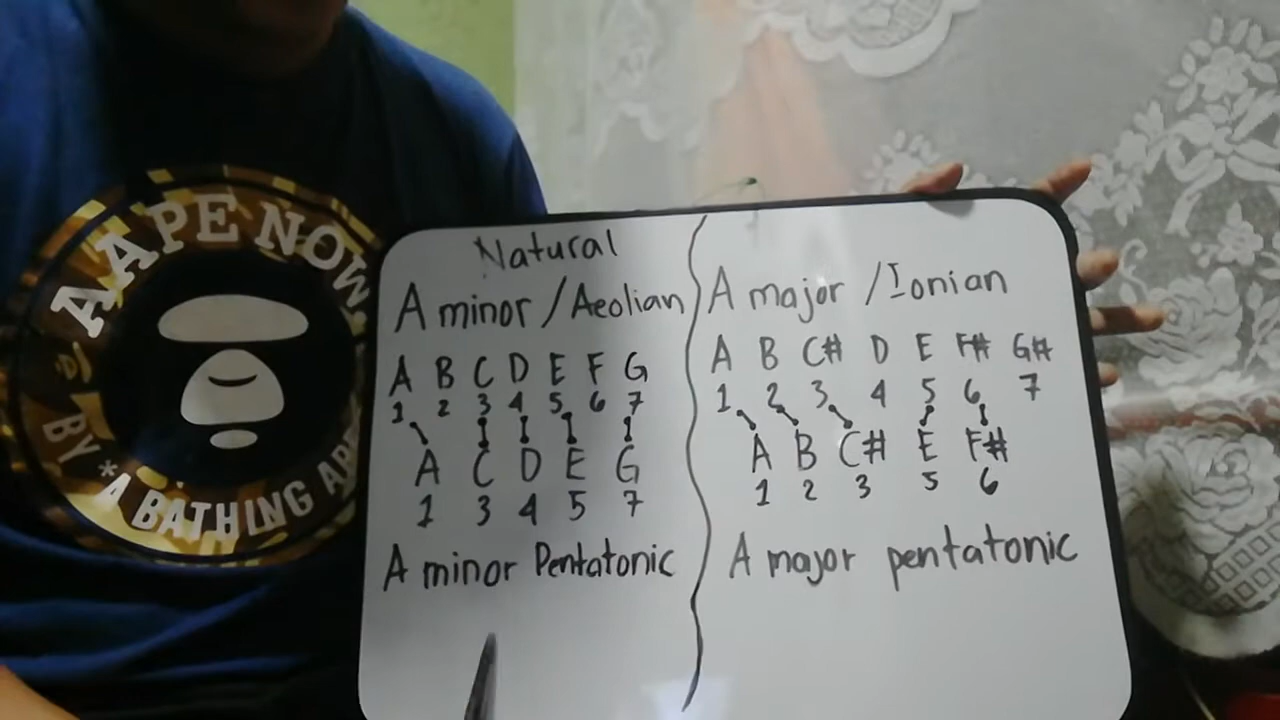 AAPE NOW
BY *A BATHING APE
Natural
A minor / Aeolian
A B C D E F G
1 2 3 4 5 6 7
A C D E G
1 3 4 5 7
A minor Pentatonic
A major / Ionian
A B C# D E F# G#
1 2 3 4 5 6 7
A B C# E F#
1 2 3 5 6
A major pentatonic